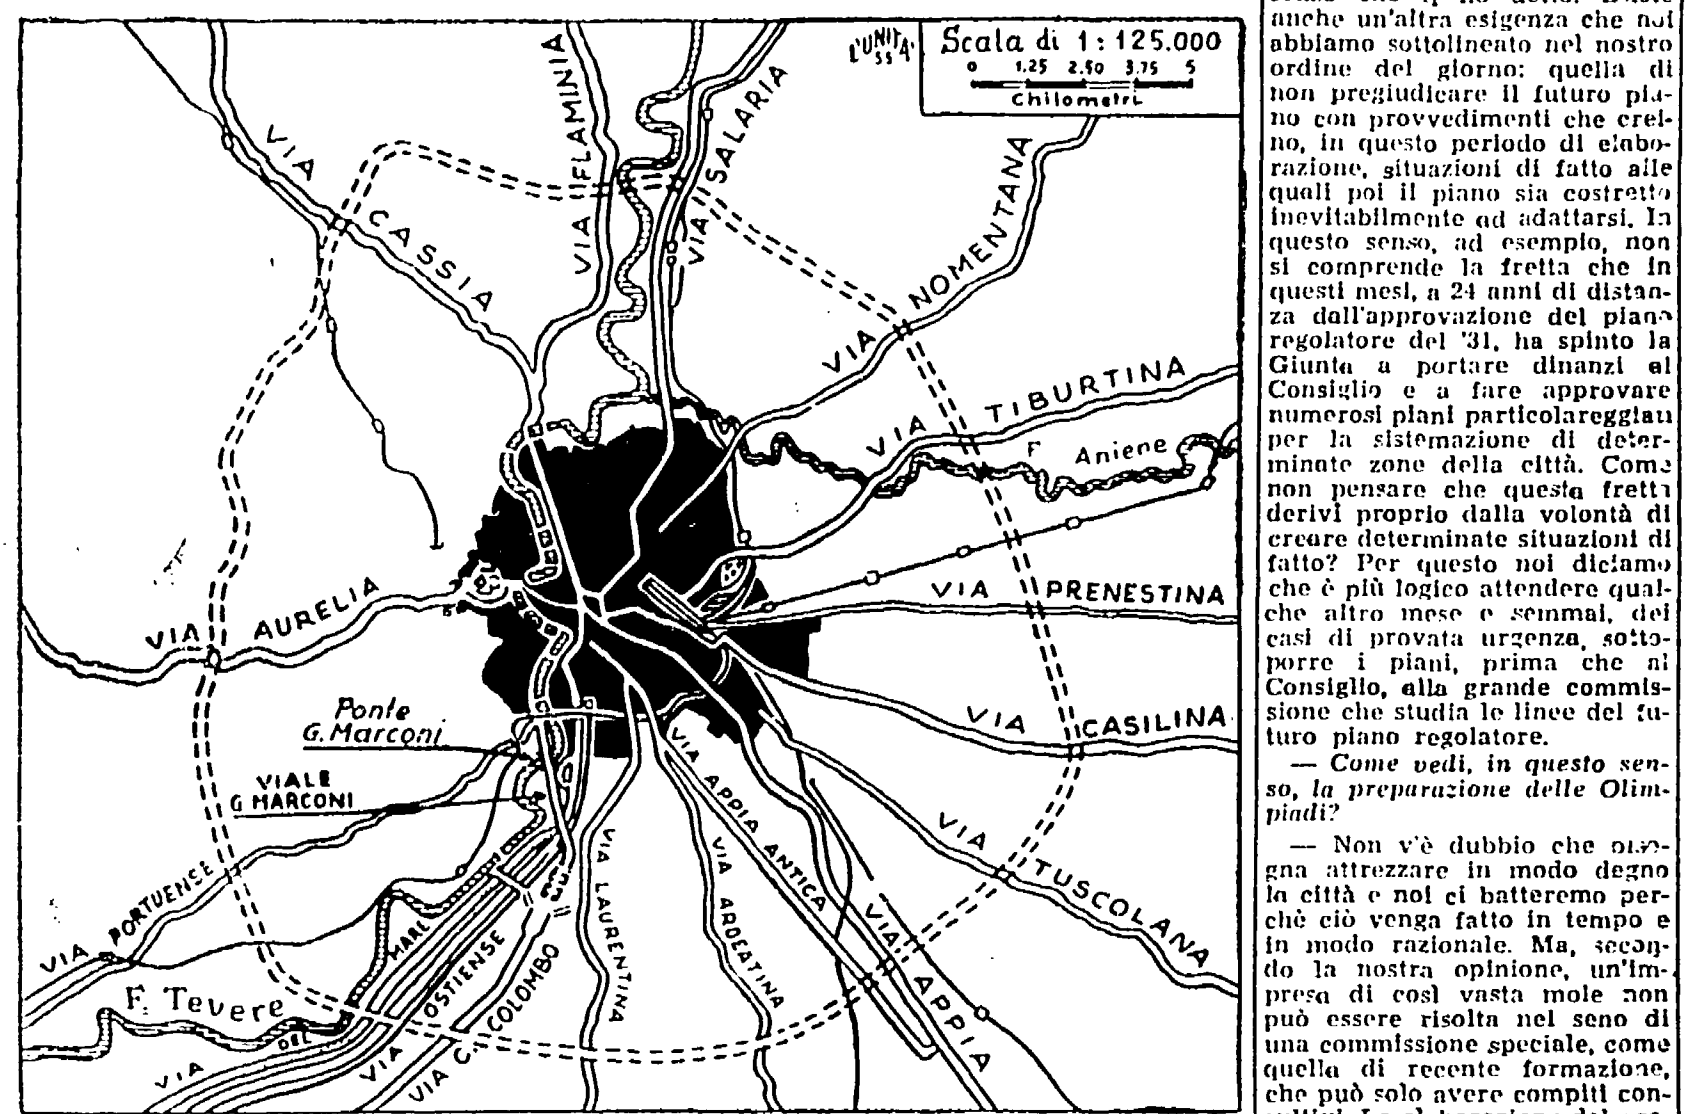 L'UNITÀ
SS
Scala di 1:125.000
0 1.25 2.50 3.75 5
Chilometri
VIA CASSIA
VIA FLAMINIA
VIA SALARIA
VIA NOMENTANA
VIA TIBURTINA
F. Aniene
VIA PRENESTINA
VIA AURELIA
VIA CASILINA
Ponte
G. Marconi
VIALE
G. MARCONI
VIA TUSCOLANA
VIA APPIA ANTICA
VIA APPIA
VIA ARDEATINA
VIA LAURENTINA
VIA PORTUENSE
F. Tevere
VIA DEL MARE
VIA OSTIENSE
VIA C. COLOMBO
anche un'altra esigenza che noi
abbiamo sottolineato nel nostro
ordine del giorno: quella di
non pregiudicare il futuro pia-
no con provvedimenti che crei-
no, in questo periodo di elabo-
razione, situazioni di fatto alle
quali poi il piano sia costretto
inevitabilmente ad adattarsi. In
questo senso, ad esempio, non
si comprende la fretta che in
questi mesi, a 24 anni di distan-
za dall'approvazione del piano
regolatore del '31, ha spinto la
Giunta a portare dinanzi al
Consiglio e a fare approvare
numerosi piani particolareggiati
per la sistemazione di deter-
minate zone della città. Come
non pensare che questa fretta
derivi proprio dalla volontà di
creare determinate situazioni di
fatto? Per questo noi diciamo
che è più logico attendere qual-
che altro mese e semmai, dei
casi di provata urgenza, sotto-
porre i piani, prima che al
Consiglio, alla grande commis-
sione che studia le linee del fu-
turo piano regolatore.
— Come vedi, in questo sen-
so, la preparazione delle Olim-
piadi?
— Non v'è dubbio che biso-
gna attrezzare in modo degno
la città e noi ci batteremo per-
chè ciò venga fatto in tempo e
in modo razionale. Ma, secon-
do la nostra opinione, un'im-
presa di così vasta mole non
può essere risolta nel seno di
una commissione speciale, come
quella di recente formazione,
che può solo avere compiti con-